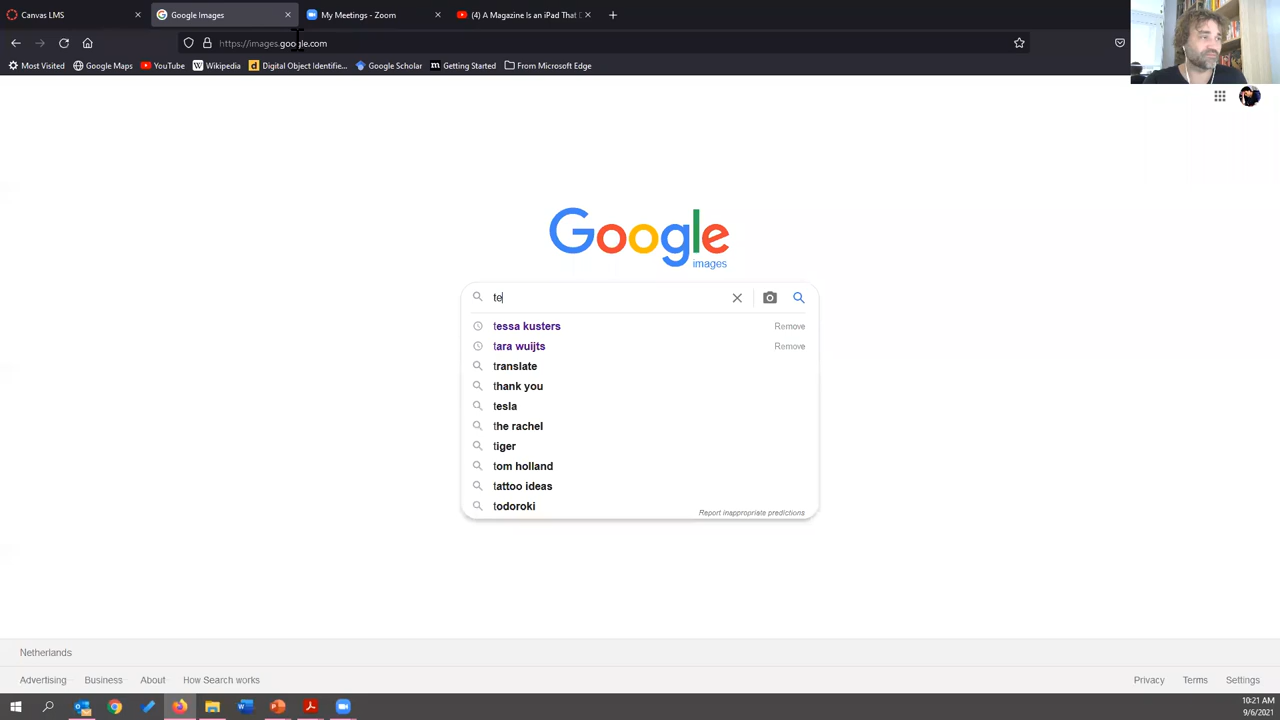 Canvas LMS
Google Images
My Meetings - Zoom
(4) A Magazine Is an iPad That D
https://images.google.com
Most Visited
Google Maps
YouTube
Wikipedia
Digital Object Identifie...
Google Scholar
Getting Started
From Microsoft Edge
Google
images
te
tessa kusters Remove
tara wuijts Remove
translate
thank you
tesla
the rachel
tiger
tom holland
tattoo ideas
todoroki
Report inappropriate predictions
Netherlands
Advertising Business About How Search works Privacy Terms Settings
10:21 AM
9/6/2021